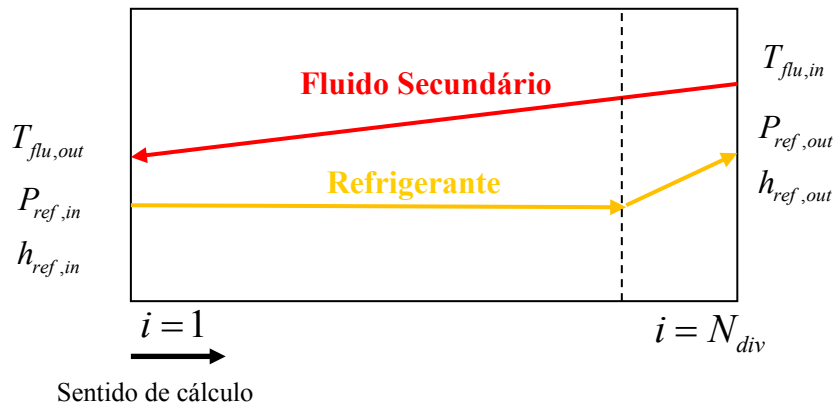 T_{flu,in}
Fluido Secundário
T_{flu,out}
P_{ref,out}
Refrigerante
P_{ref,in}
h_{ref,out}
h_{ref,in}
i = 1
i = N_{div}
Sentido de cálculo